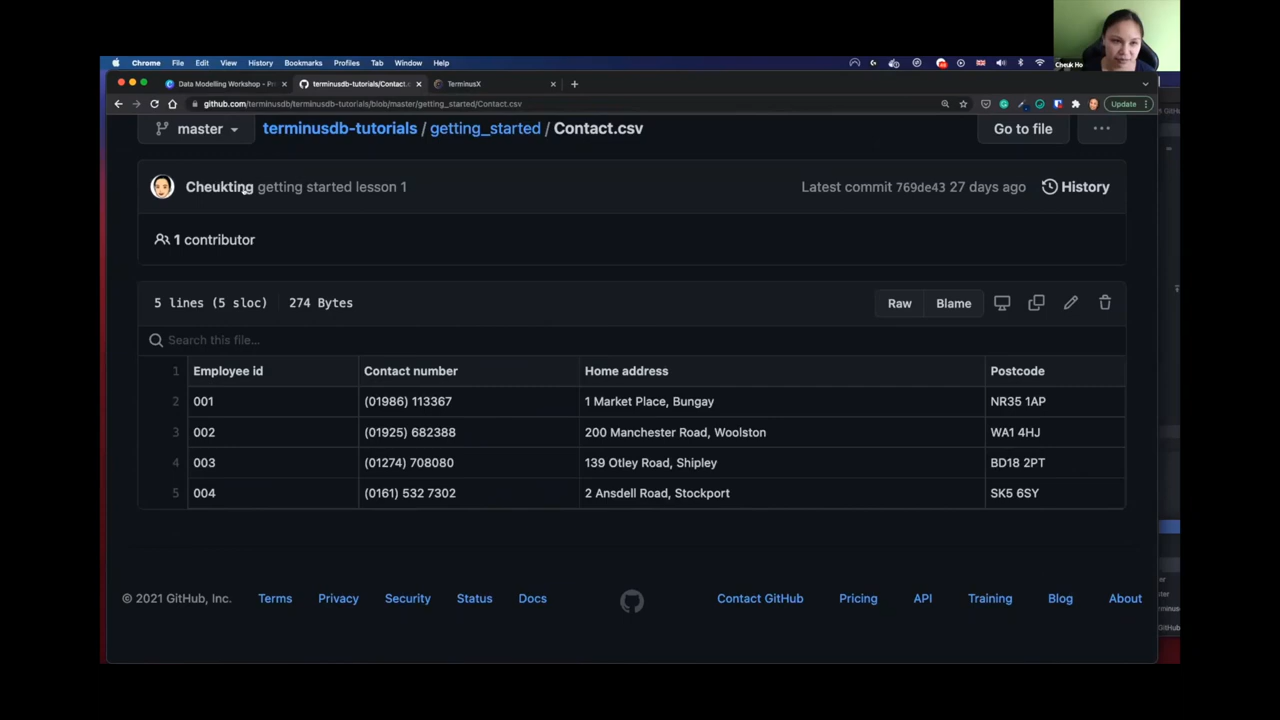 Chrome File Edit View History Bookmarks Profiles Tab Window Help
Data Modelling Workshop - Fr
terminusdb-tutorials/Contact.c
TerminusX
github.com/terminusdb/terminusdb-tutorials/blob/master/getting_started/Contact.csv
Update
Cheuk Ho
master
terminusdb-tutorials / getting_started / Contact.csv
Go to file
Cheukting getting started lesson 1
Latest commit 769de43 27 days ago
History
1 contributor
5 lines (5 sloc) 274 Bytes
Raw Blame
Search this file...
1 Employee id Contact number Home address Postcode
2 001 (01986) 113367 1 Market Place, Bungay NR35 1AP
3 002 (01925) 682388 200 Manchester Road, Woolston WA1 4HJ
4 003 (01274) 708080 139 Otley Road, Shipley BD18 2PT
5 004 (0161) 532 7302 2 Ansdell Road, Stockport SK5 6SY
© 2021 GitHub, Inc. Terms Privacy Security Status Docs Contact GitHub Pricing API Training Blog About